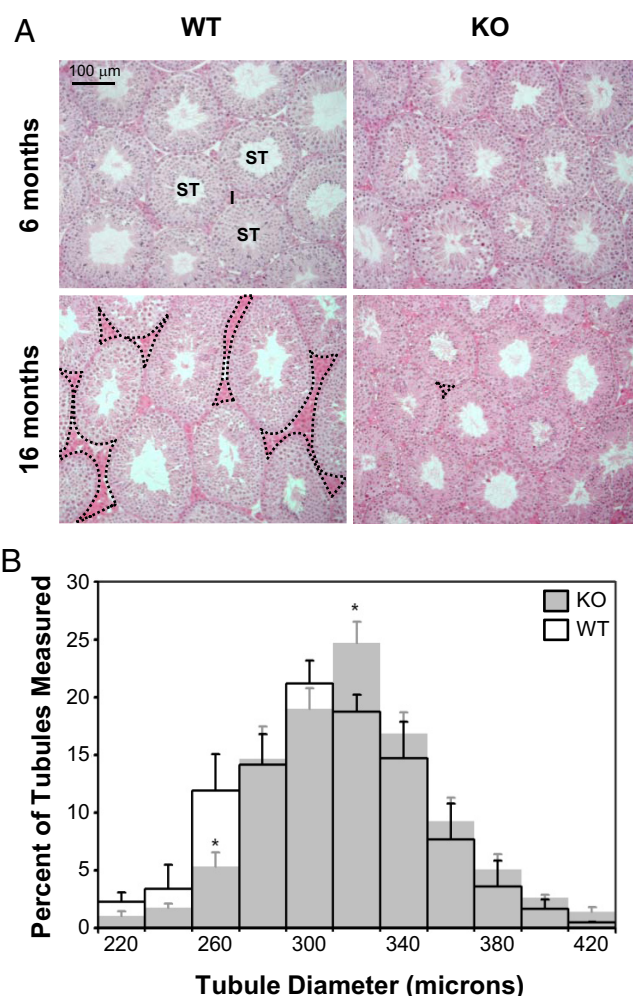 A
WT
KO
6 months
100 μm
ST
ST
I
ST
16 months
B
Percent of Tubules Measured
30
25
20
15
10
5
0
*
*
KO
WT
220
260
300
340
380
420
Tubule Diameter (microns)